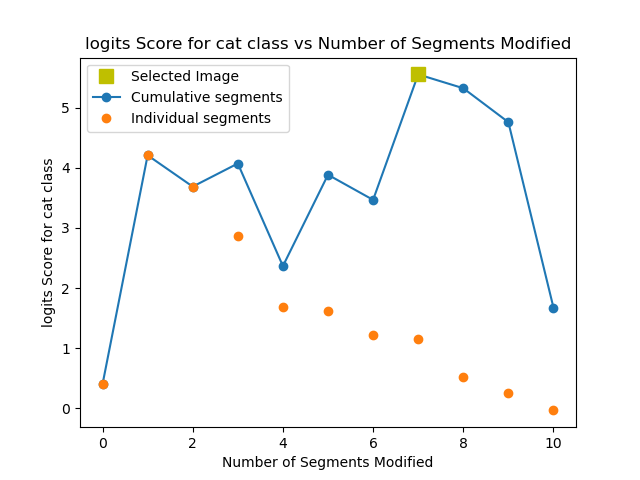 logits Score for cat class vs Number of Segments Modified
Selected Image
Cumulative segments
Individual segments
logits Score for cat class
5
4
3
2
1
0
0 2 4 6 8 10
Number of Segments Modified